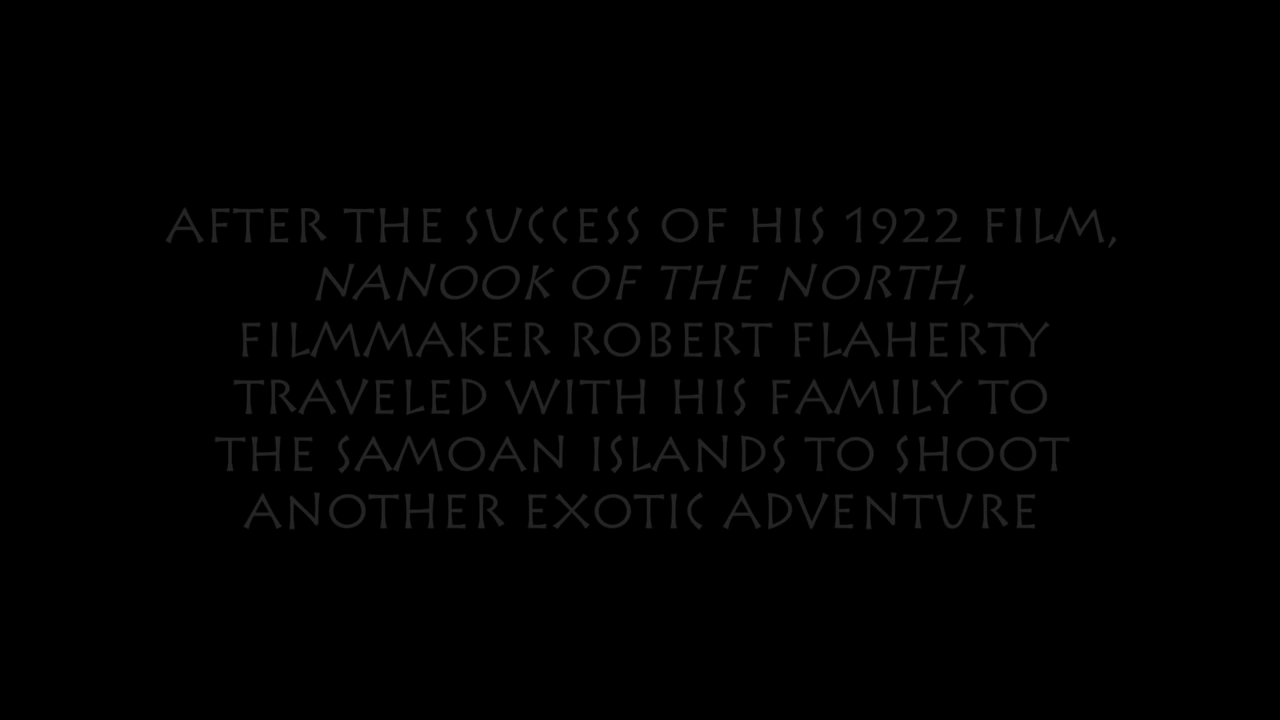 AFTER THE SUCCESS OF HIS 1922 FILM,
NANOOK OF THE NORTH,
FILMMAKER ROBERT FLAHERTY
TRAVELED WITH HIS FAMILY TO
THE SAMOAN ISLANDS TO SHOOT
ANOTHER EXOTIC ADVENTURE